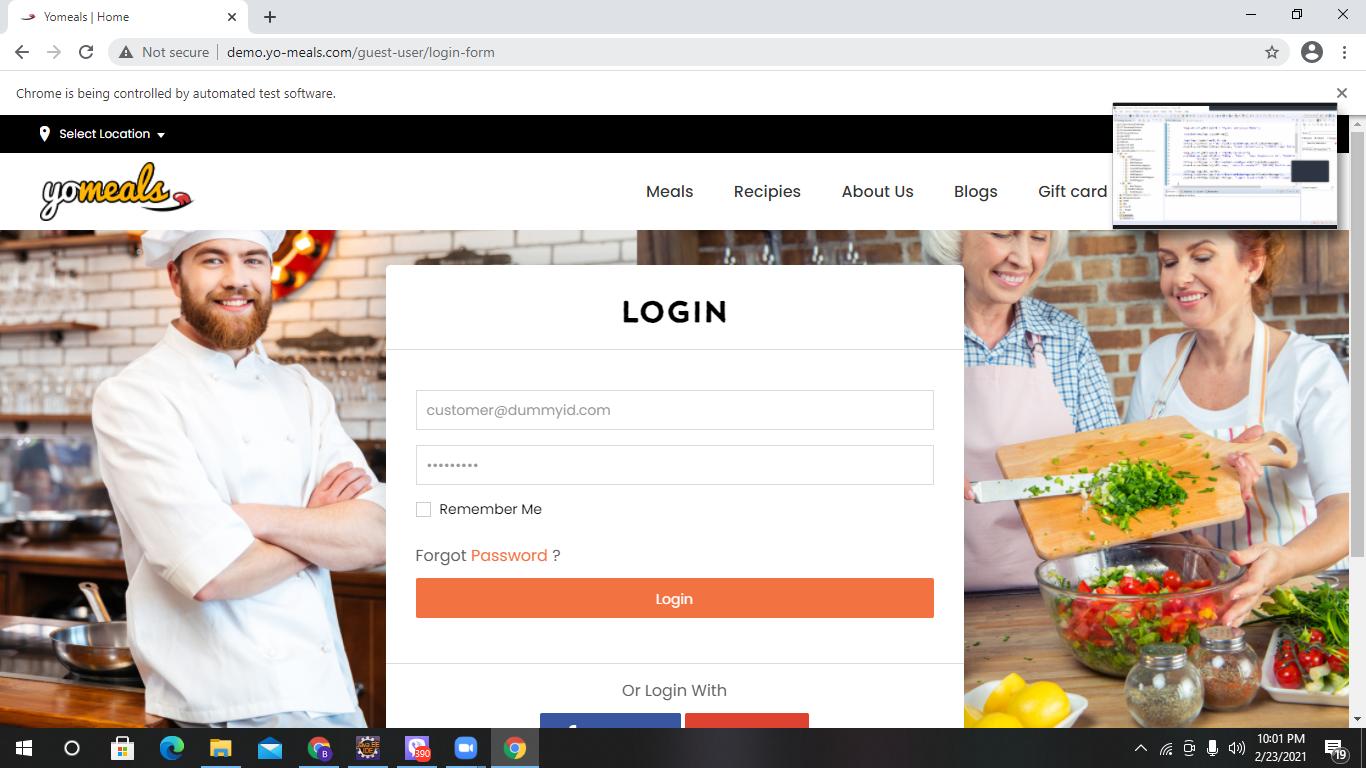 Yomeals | Home
Not secure
demo.yo-meals.com/guest-user/login-form
Chrome is being controlled by automated test software.
Select Location
yomeals
Meals
Recipies
About Us
Blogs
Gift card
LOGIN
customer@dummyid.com
Remember Me
Forgot Password ?
Login
Or Login With
B
390
10:01 PM
2/23/2021
19